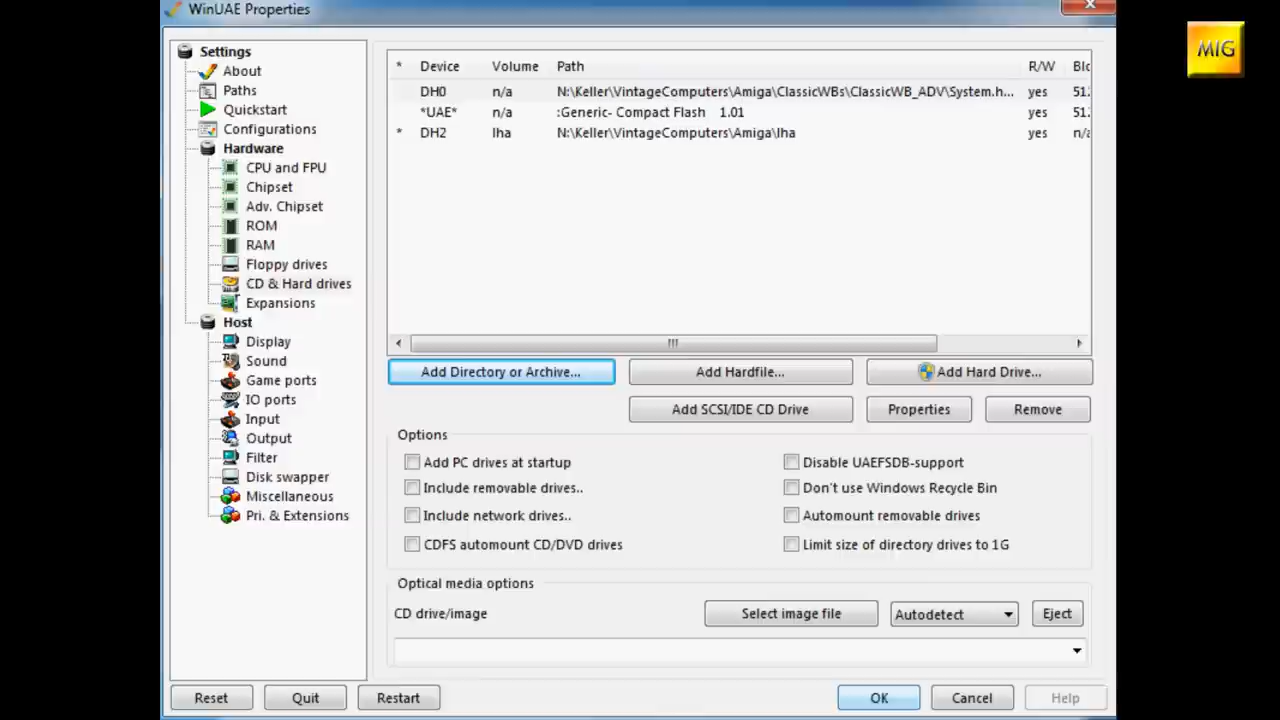 WinUAE Properties
MIG
Settings
About
Paths
Quickstart
Configurations
Hardware
CPU and FPU
Chipset
Adv. Chipset
ROM
RAM
Floppy drives
CD & Hard drives
Expansions
Host
Display
Sound
Game ports
IO ports
Input
Output
Filter
Disk swapper
Miscellaneous
Pri. & Extensions
* Device Volume Path R/W Blc
DH0 n/a N:\Keller\VintageComputers\Amiga\ClassicWBs\ClassicWB_ADV\System.h... yes 512
*UAE* n/a :Generic- Compact Flash 1.01 yes 512
* DH2 lha N:\Keller\VintageComputers\Amiga\lha yes n/a
Add Directory or Archive... Add Hardfile... Add Hard Drive...
Add SCSI/IDE CD Drive Properties Remove
Options
Add PC drives at startup Disable UAEFSDB-support
Include removable drives.. Don't use Windows Recycle Bin
Include network drives.. Automount removable drives
CDFS automount CD/DVD drives Limit size of directory drives to 1G
Optical media options
CD drive/image Select image file Autodetect Eject
Reset Quit Restart OK Cancel Help